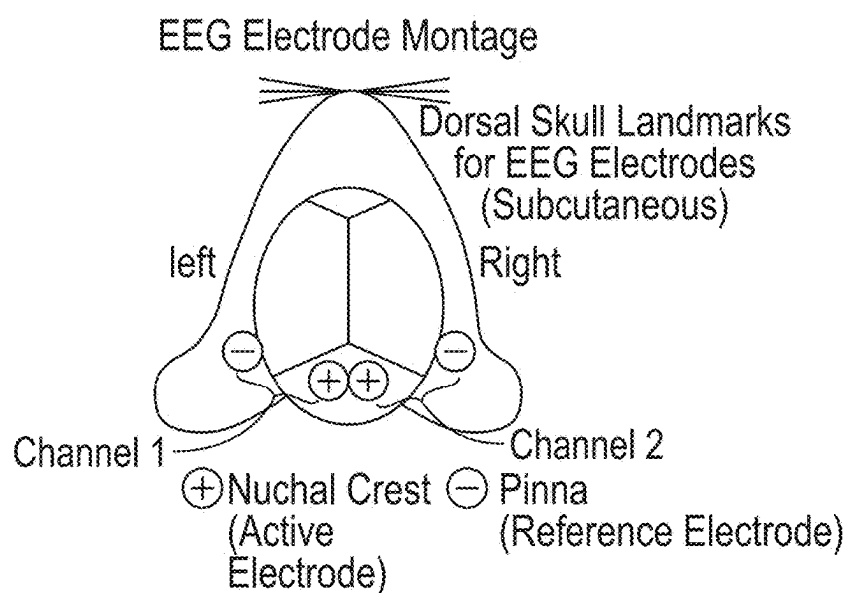 EEG Electrode Montage
Dorsal Skull Landmarks
for EEG Electrodes
(Subcutaneous)
left
Right
−
−
+
+
Channel 1
Channel 2
+ Nuchal Crest
(Active
Electrode)
− Pinna
(Reference Electrode)